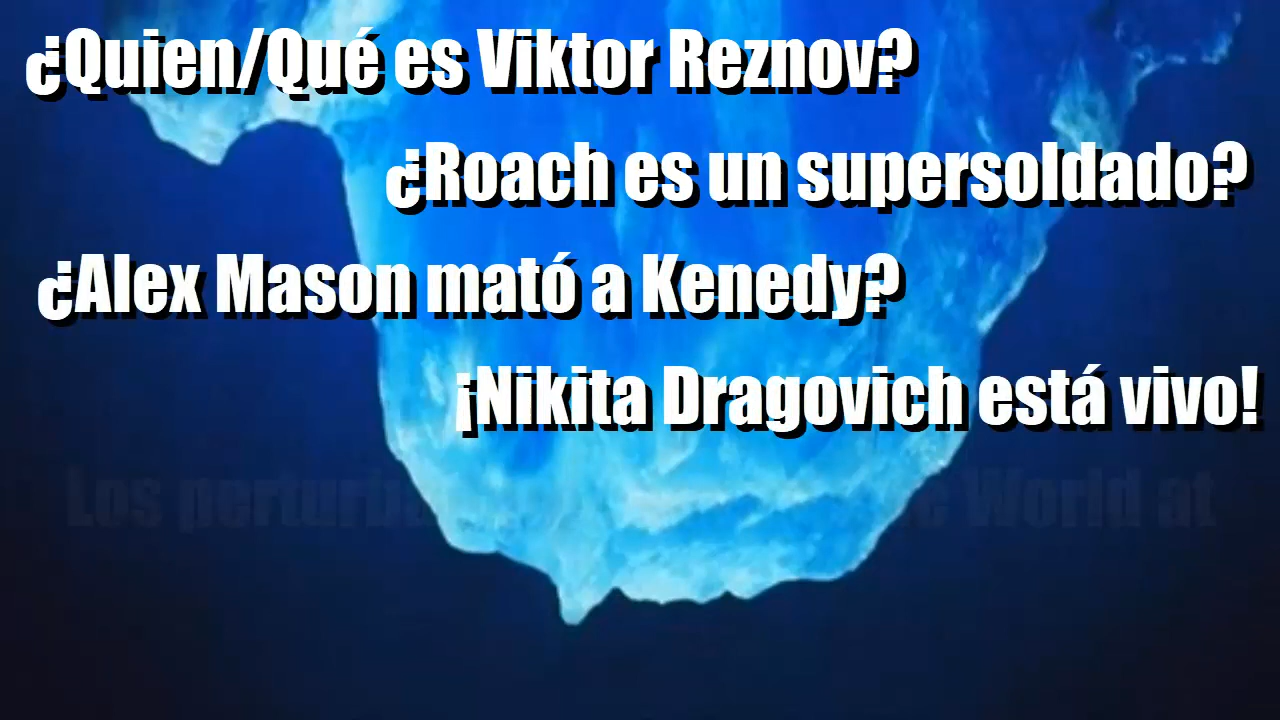 ¿Quien/Qué es Viktor Reznov?
¿Roach es un supersoldado?
¿Alex Mason mató a Kenedy?
¡Nikita Dragovich está vivo!
Los World at